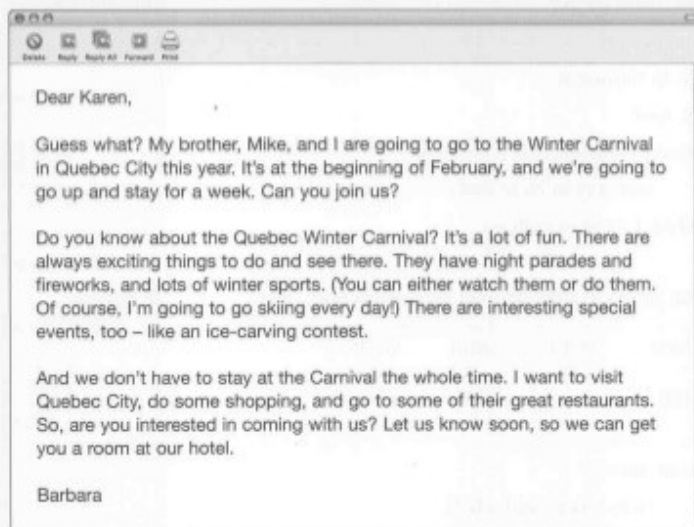 Delete Reply Reply All Forward Print
Dear Karen,
Guess what? My brother, Mike, and I are going to go to the Winter Carnival
in Quebec City this year. It's at the beginning of February, and we're going to
go up and stay for a week. Can you join us?
Do you know about the Quebec Winter Carnival? It's a lot of fun. There are
always exciting things to do and see there. They have night parades and
fireworks, and lots of winter sports. (You can either watch them or do them.
Of course, I'm going to go skiing every day!) There are interesting special
events, too – like an ice-carving contest.
And we don't have to stay at the Carnival the whole time. I want to visit
Quebec City, do some shopping, and go to some of their great restaurants.
So, are you interested in coming with us? Let us know soon, so we can get
you a room at our hotel.
Barbara